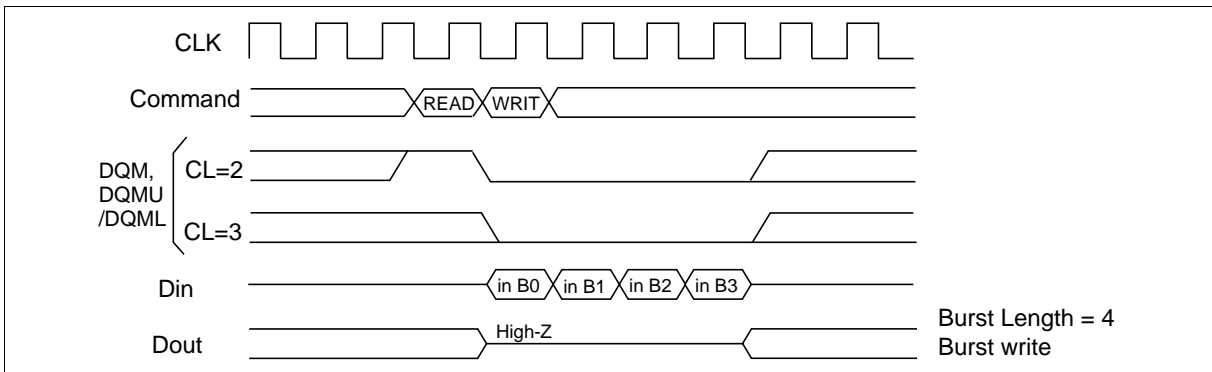 CLK
Command
READ WRIT
DQM,
DQMU
/DQML
CL=2
CL=3
Din
in B0 in B1 in B2 in B3
Dout
High-Z
Burst Length = 4
Burst write